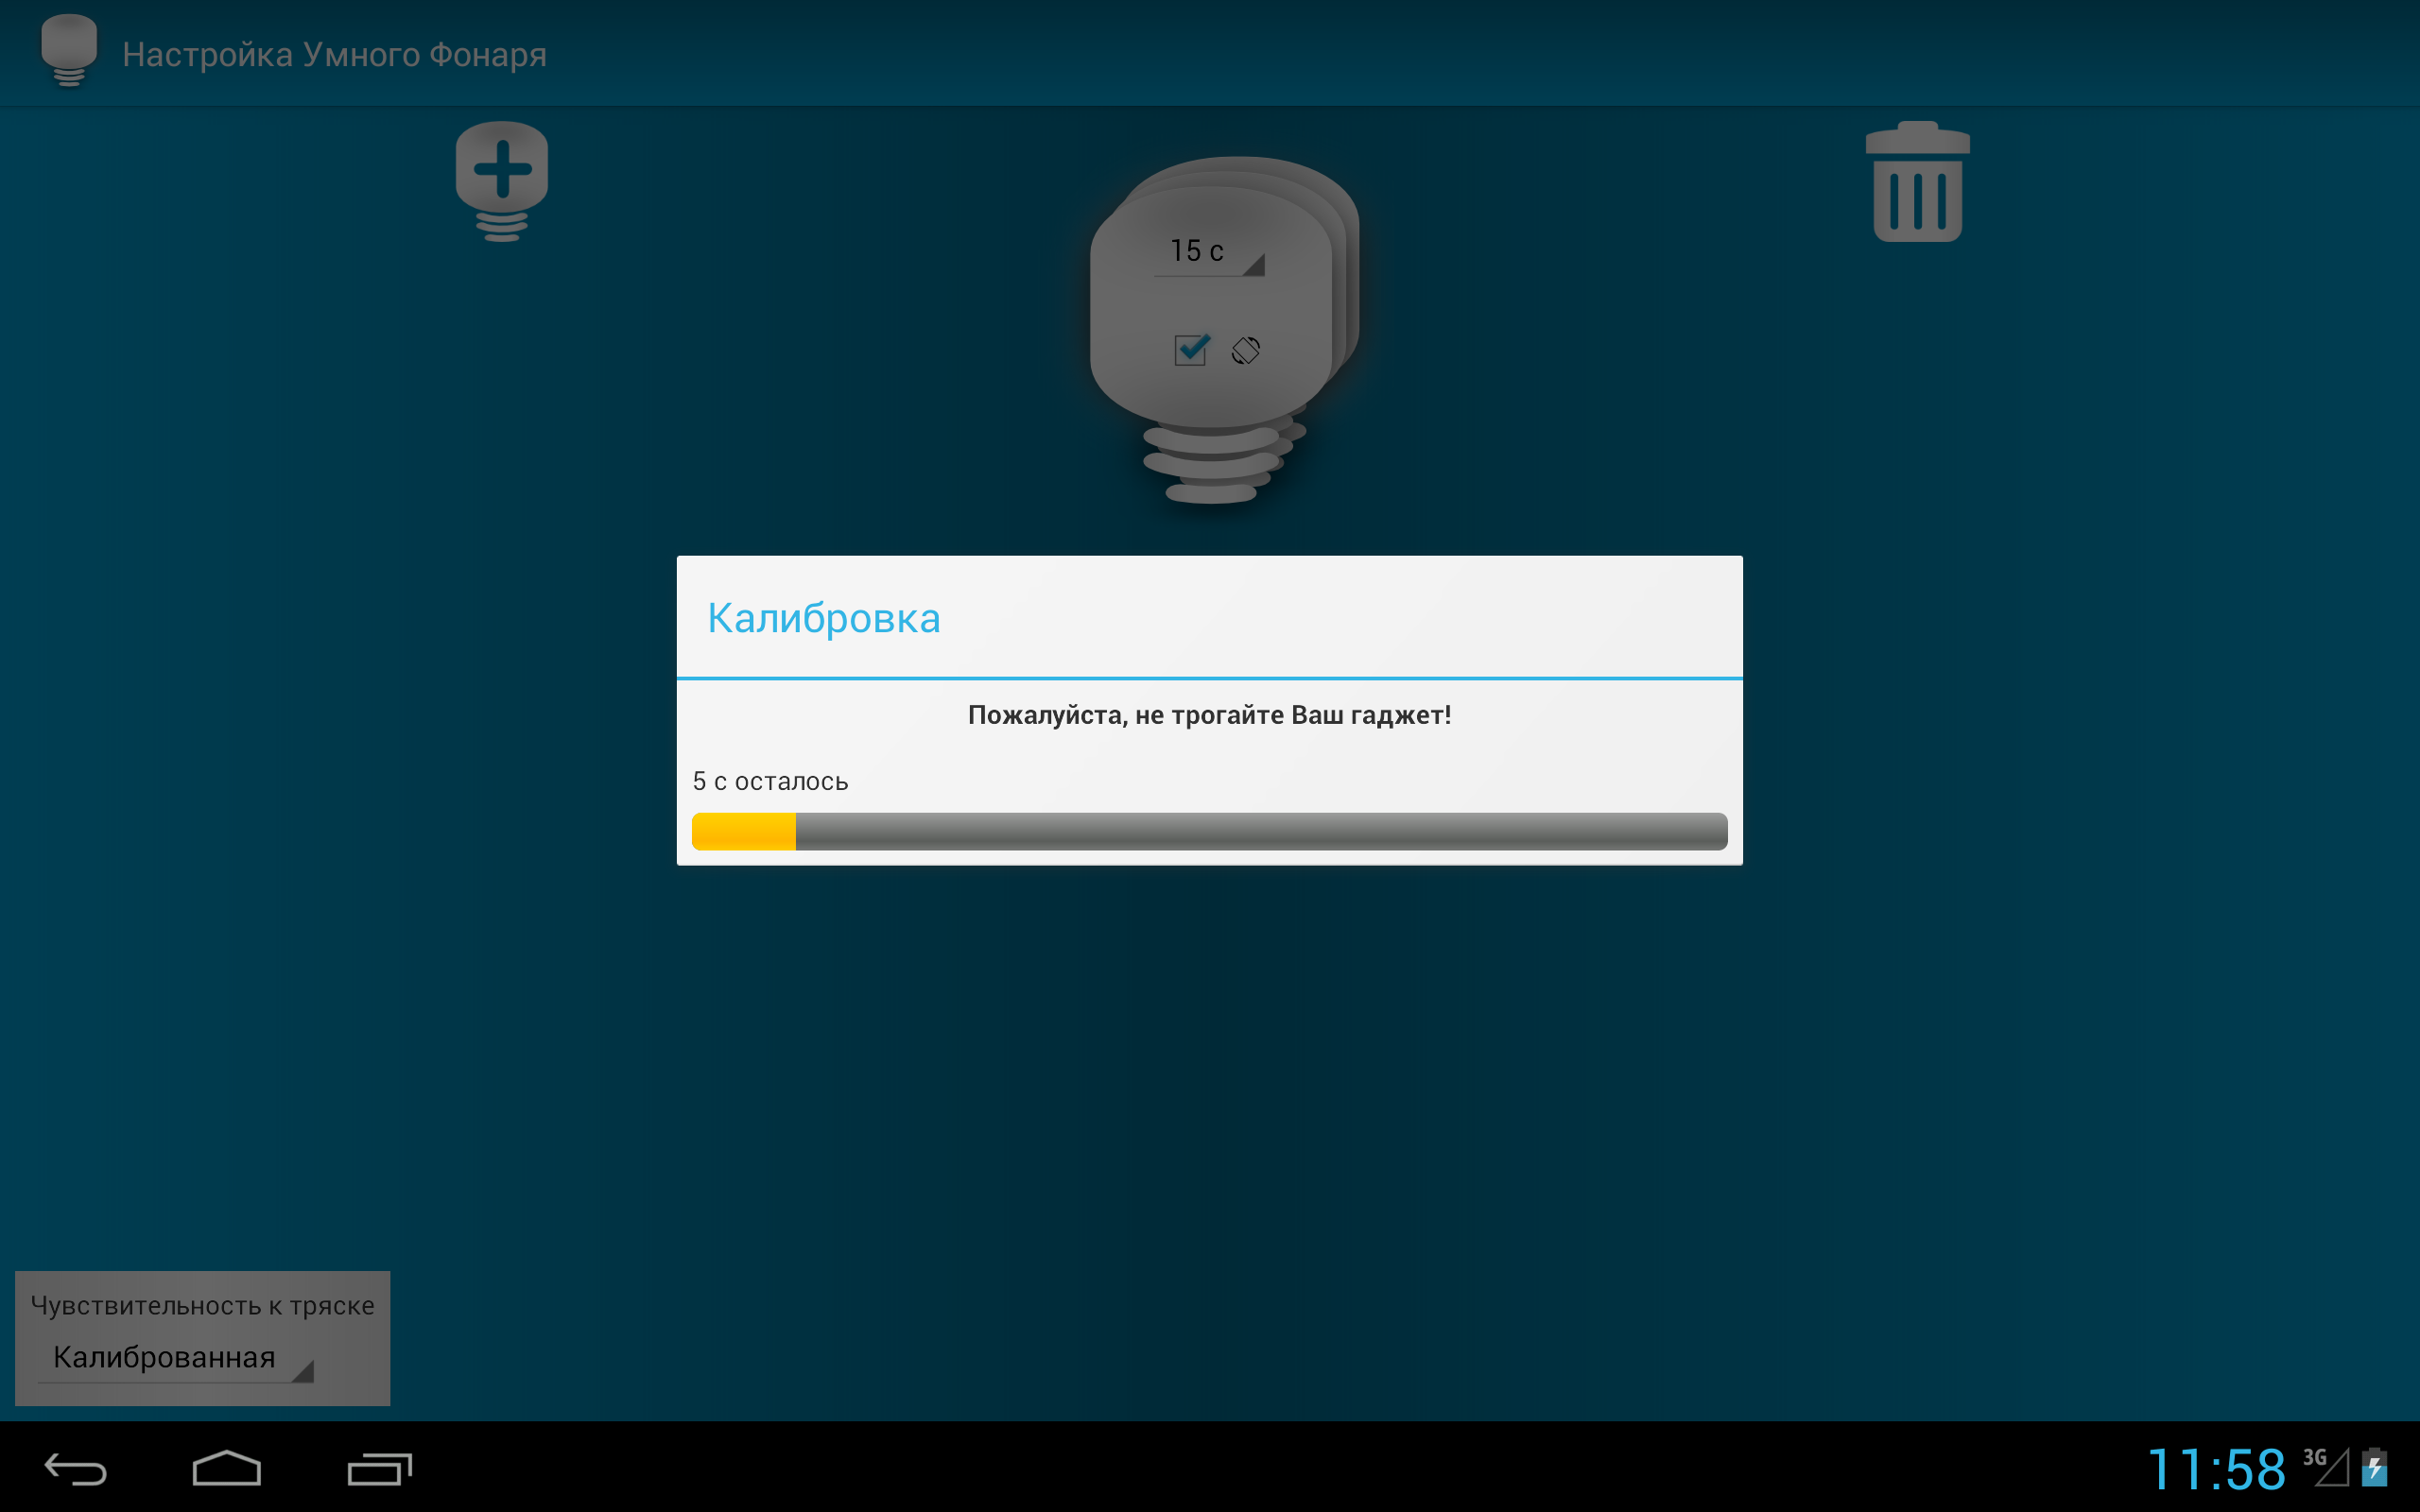 Настройка Умного Фонаря
15 с
Калибровка
Пожалуйста, не трогайте Ваш гаджет!
5 с осталось
Чувствительность к тряске
Калиброванная
11:58
3G